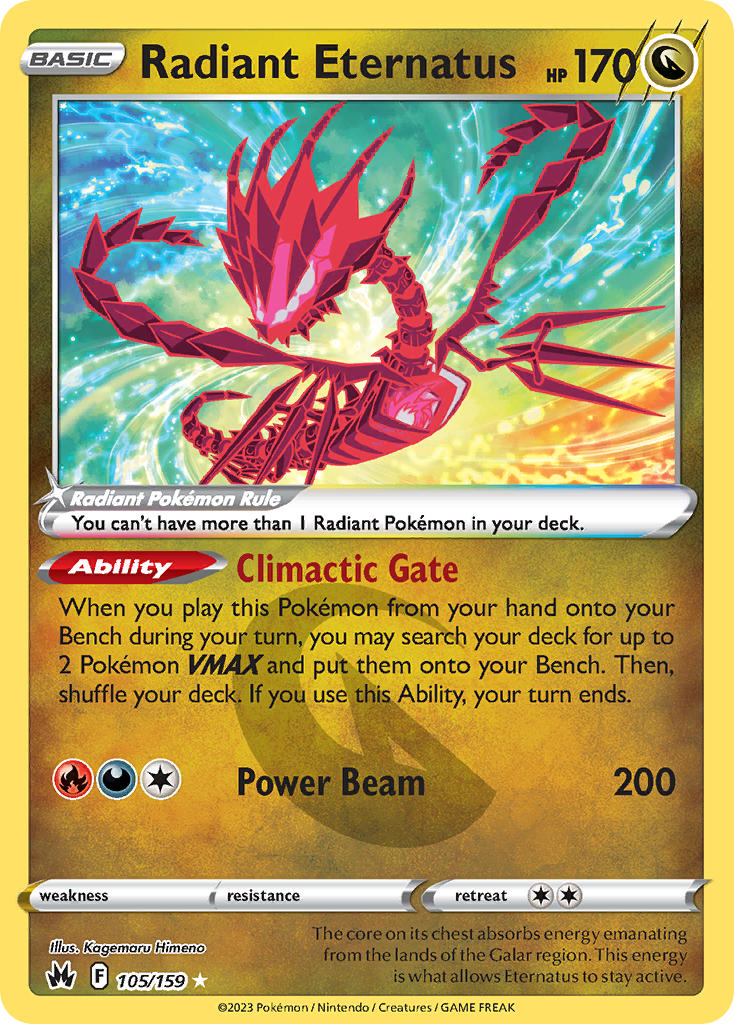 BASIC Radiant Eternatus HP 170
Radiant Pokémon Rule
You can't have more than 1 Radiant Pokémon in your deck.
Ability Climactic Gate
When you play this Pokémon from your hand onto your
Bench during your turn, you may search your deck for up to
2 Pokémon VMAX and put them onto your Bench. Then,
shuffle your deck. If you use this Ability, your turn ends.
Power Beam 200
weakness resistance retreat
Illus. Kagemaru Himeno
The core on its chest absorbs energy emanating
from the lands of the Galar region. This energy
is what allows Eternatus to stay active.
F 105/159
©2023 Pokémon / Nintendo / Creatures / GAME FREAK